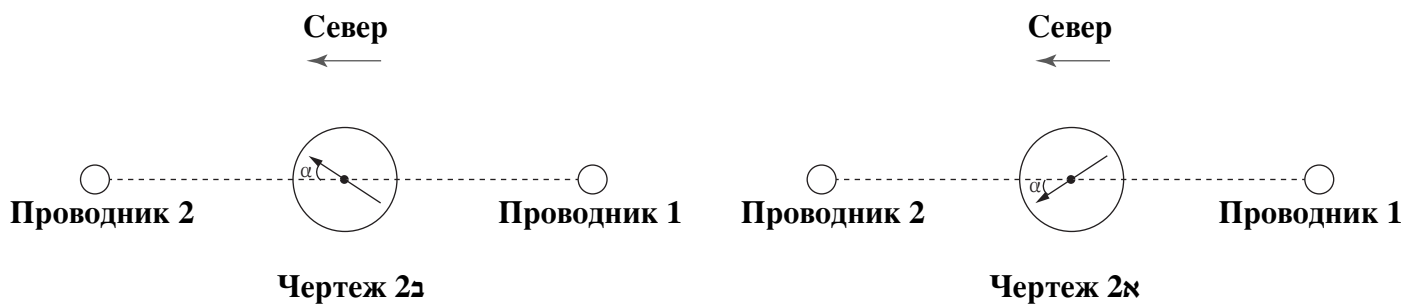 Север
α
Проводник 2
Проводник 1
Чертеж 2ב
Север
α
Проводник 2
Проводник 1
Чертеж 2א